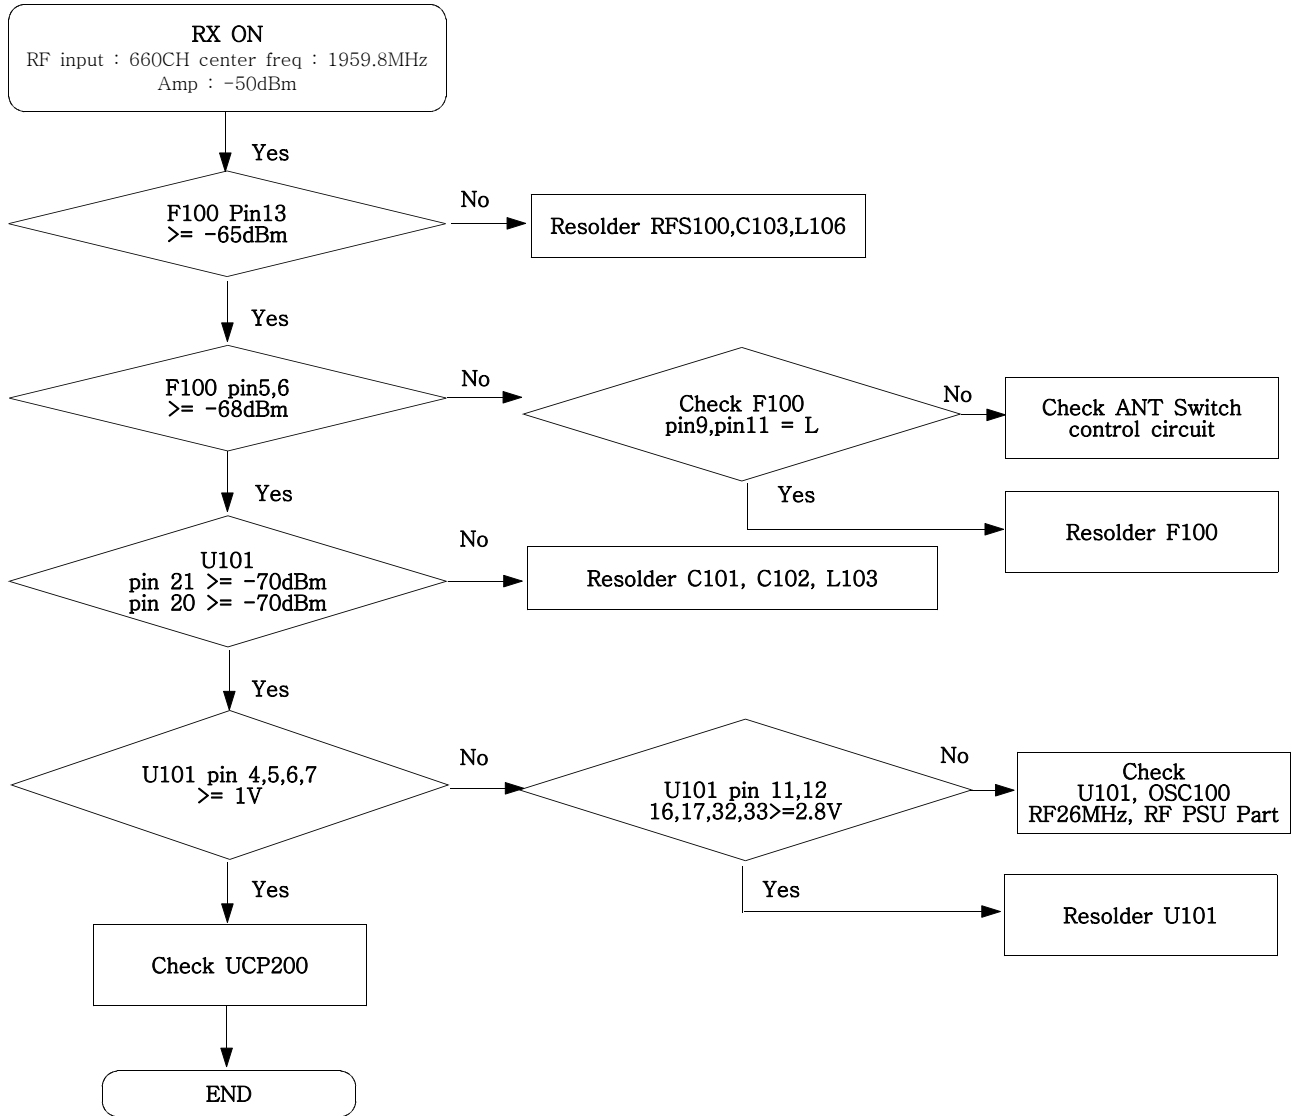 RX ON
RF input : 660CH center freq : 1959.8MHz
Amp : -50dBm
Yes
F100 Pin13
>= -65dBm
No
Resolder RFS100,C103,L106
Yes
F100 pin5,6
>= -68dBm
No
Check F100
pin9,pin11 = L
No
Check ANT Switch
control circuit
Yes
Resolder F100
Yes
U101
pin 21 >= -70dBm
pin 20 >= -70dBm
No
Resolder C101, C102, L103
Yes
U101 pin 4,5,6,7
>= 1V
No
U101 pin 11,12
16,17,32,33>=2.8V
No
Check
U101, OSC100
RF26MHz, RF PSU Part
Yes
Resolder U101
Yes
Check UCP200
END